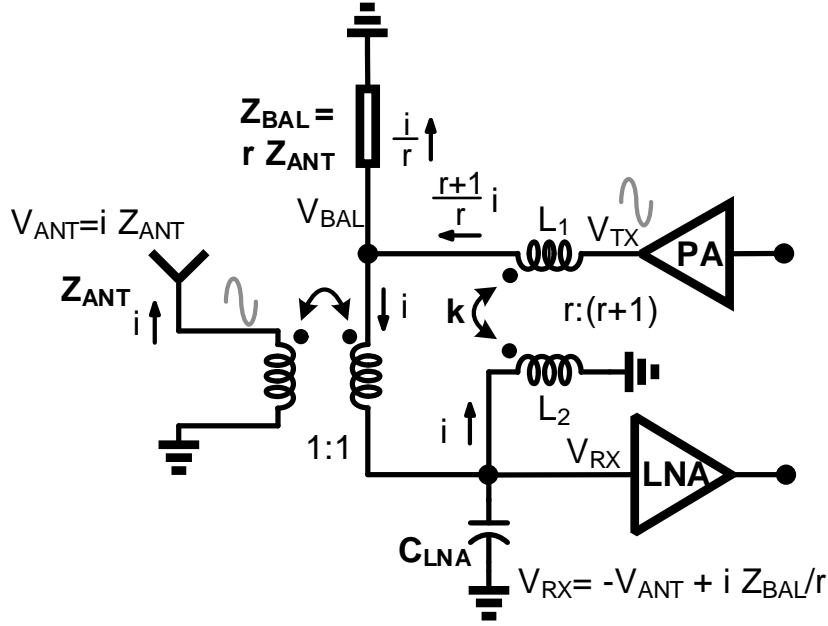 Z_BAL =
r Z_ANT
i/r
r+1/r i
V_BAL
L_1
V_TX
PA
V_ANT=i Z_ANT
Z_ANT
i
i
k
r:(r+1)
L_2
i
1:1
V_RX
LNA
C_LNA
V_RX= -V_ANT + i Z_BAL/r